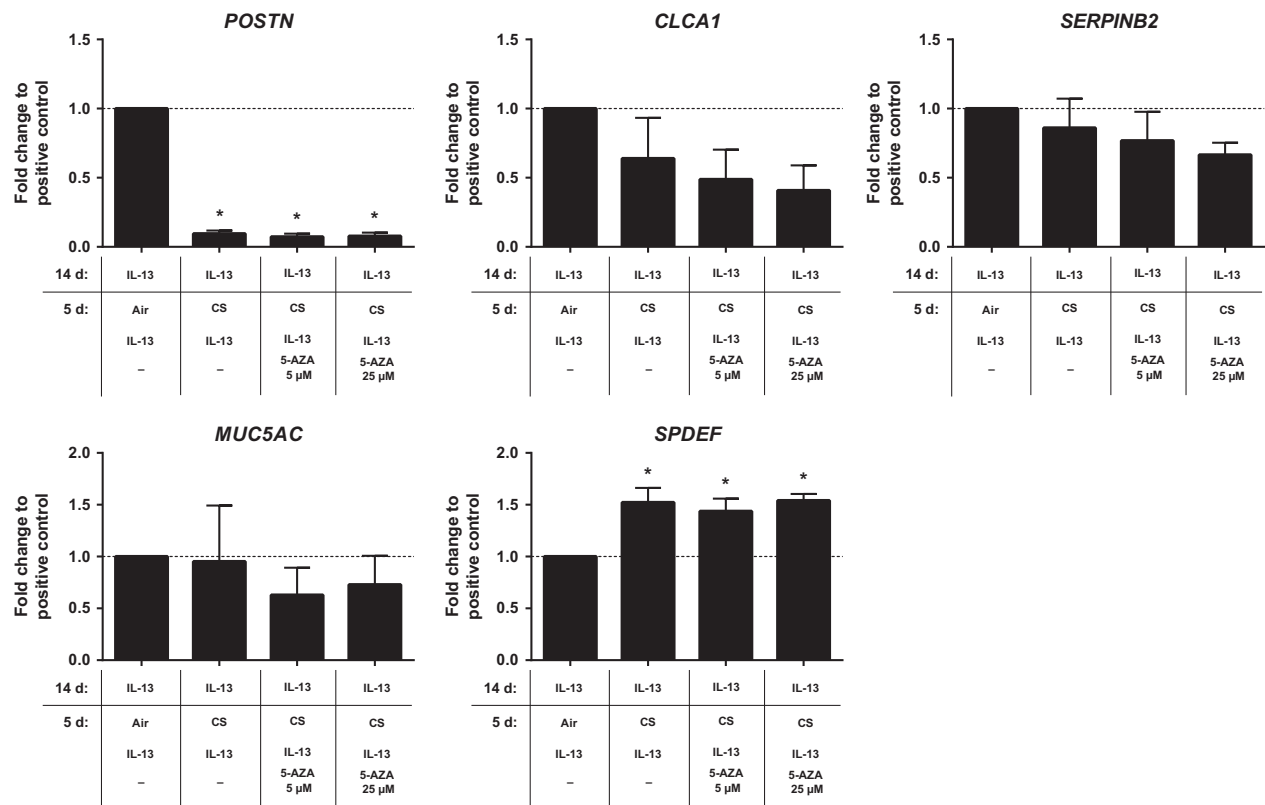 POSTN
Fold change to
positive control
1.5
1.0
0.5
0.0
*
*
*
14 d:
IL-13
IL-13
IL-13
IL-13
5 d:
Air
CS
CS
CS
IL-13
IL-13
IL-13
IL-13
–
–
5-AZA
5 µM
5-AZA
25 µM
CLCA1
Fold change to
positive control
1.5
1.0
0.5
0.0
14 d:
IL-13
IL-13
IL-13
IL-13
5 d:
Air
CS
CS
CS
IL-13
IL-13
IL-13
IL-13
–
–
5-AZA
5 µM
5-AZA
25 µM
SERPINB2
Fold change to
positive control
1.5
1.0
0.5
0.0
14 d:
IL-13
IL-13
IL-13
IL-13
5 d:
Air
CS
CS
CS
IL-13
IL-13
IL-13
IL-13
–
–
5-AZA
5 µM
5-AZA
25 µM
MUC5AC
Fold change to
positive control
2.0
1.5
1.0
0.5
0.0
14 d:
IL-13
IL-13
IL-13
IL-13
5 d:
Air
CS
CS
CS
IL-13
IL-13
IL-13
IL-13
–
–
5-AZA
5 µM
5-AZA
25 µM
SPDEF
Fold change to
positive control
2.0
1.5
1.0
0.5
0.0
*
*
*
14 d:
IL-13
IL-13
IL-13
IL-13
5 d:
Air
CS
CS
CS
IL-13
IL-13
IL-13
IL-13
–
–
5-AZA
5 µM
5-AZA
25 µM